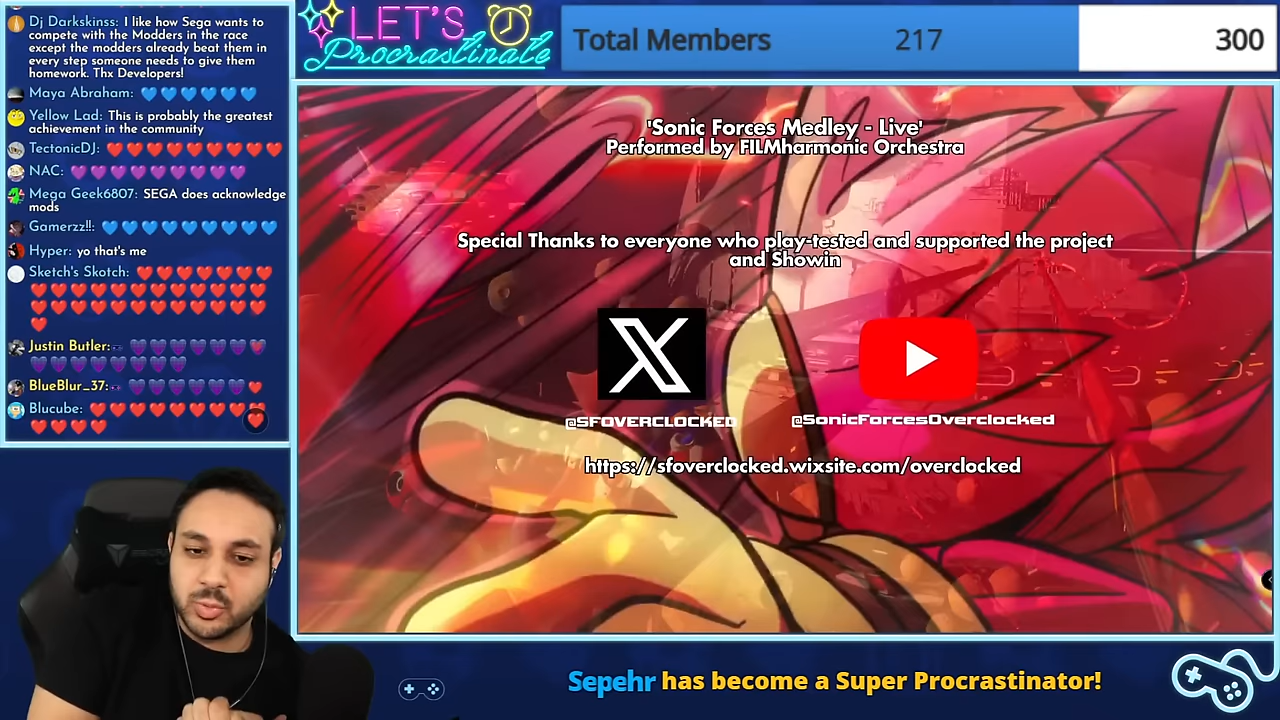 Dj Darkskinss: I like how Sega wants to
compete with the Modders in the race
except the modders already beat them in
every step someone needs to give them
homework. Thx Developers!
Maya Abraham:
Yellow Lad: This is probably the greatest
achievement in the community
TectonicDJ:
NAC:
Mega Geek6807: SEGA does acknowledge
mods
Gamerzz!!:
Hyper: yo that's me
Sketch's Skotch:
Justin Butler:
BlueBlur_37:
Blucube:
LET'S
Procrastinate
Total Members 217 300
'Sonic Forces Medley - Live'
Performed by FILMharmonic Orchestra
Special Thanks to everyone who play-tested and supported the project
and Showin
@SFOVERCLOCKED
@SonicForcesOverclocked
https://sfoverclocked.wixsite.com/overclocked
Sepehr has become a Super Procrastinator!